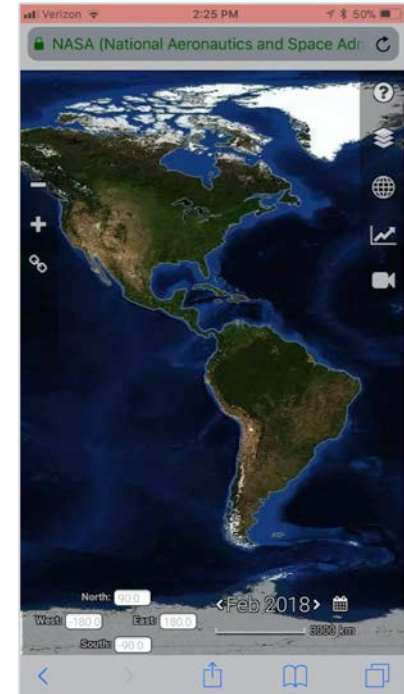 Verizon 2:25 PM 50%
NASA (National Aeronautics and Space Adr
North: 90.0
West: -180.0 East: 180.0
South: -90.0
Feb 2018
3000 km